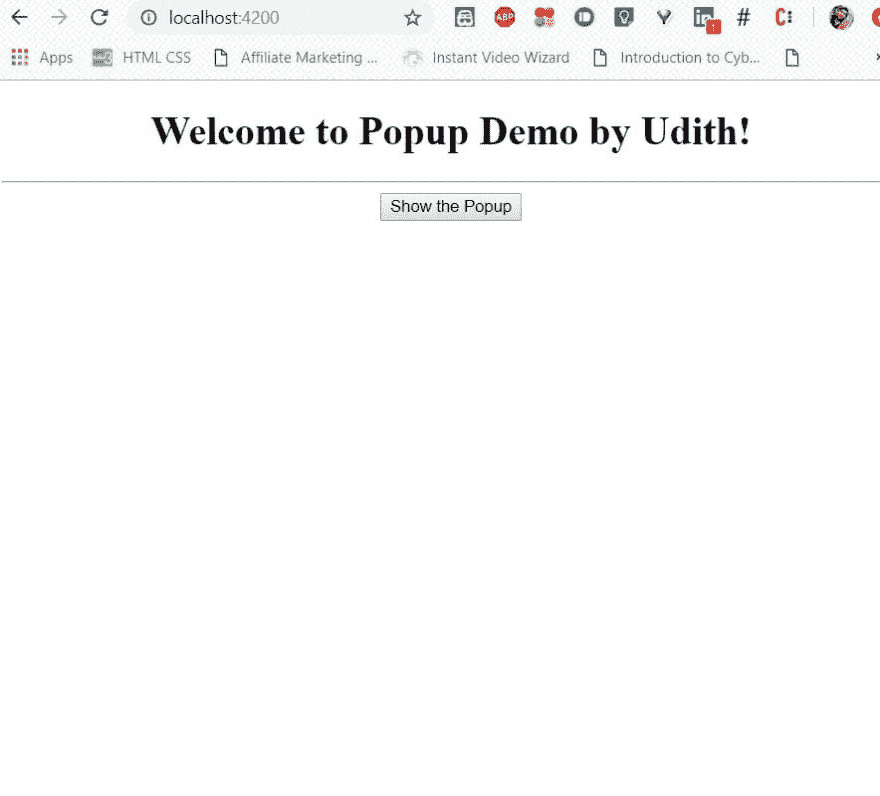 localhost:4200
ABP
#
C:
Apps
HTML CSS
Affiliate Marketing ...
Instant Video Wizard
Introduction to Cyb...
Welcome to Popup Demo by Udith!
Show the Popup